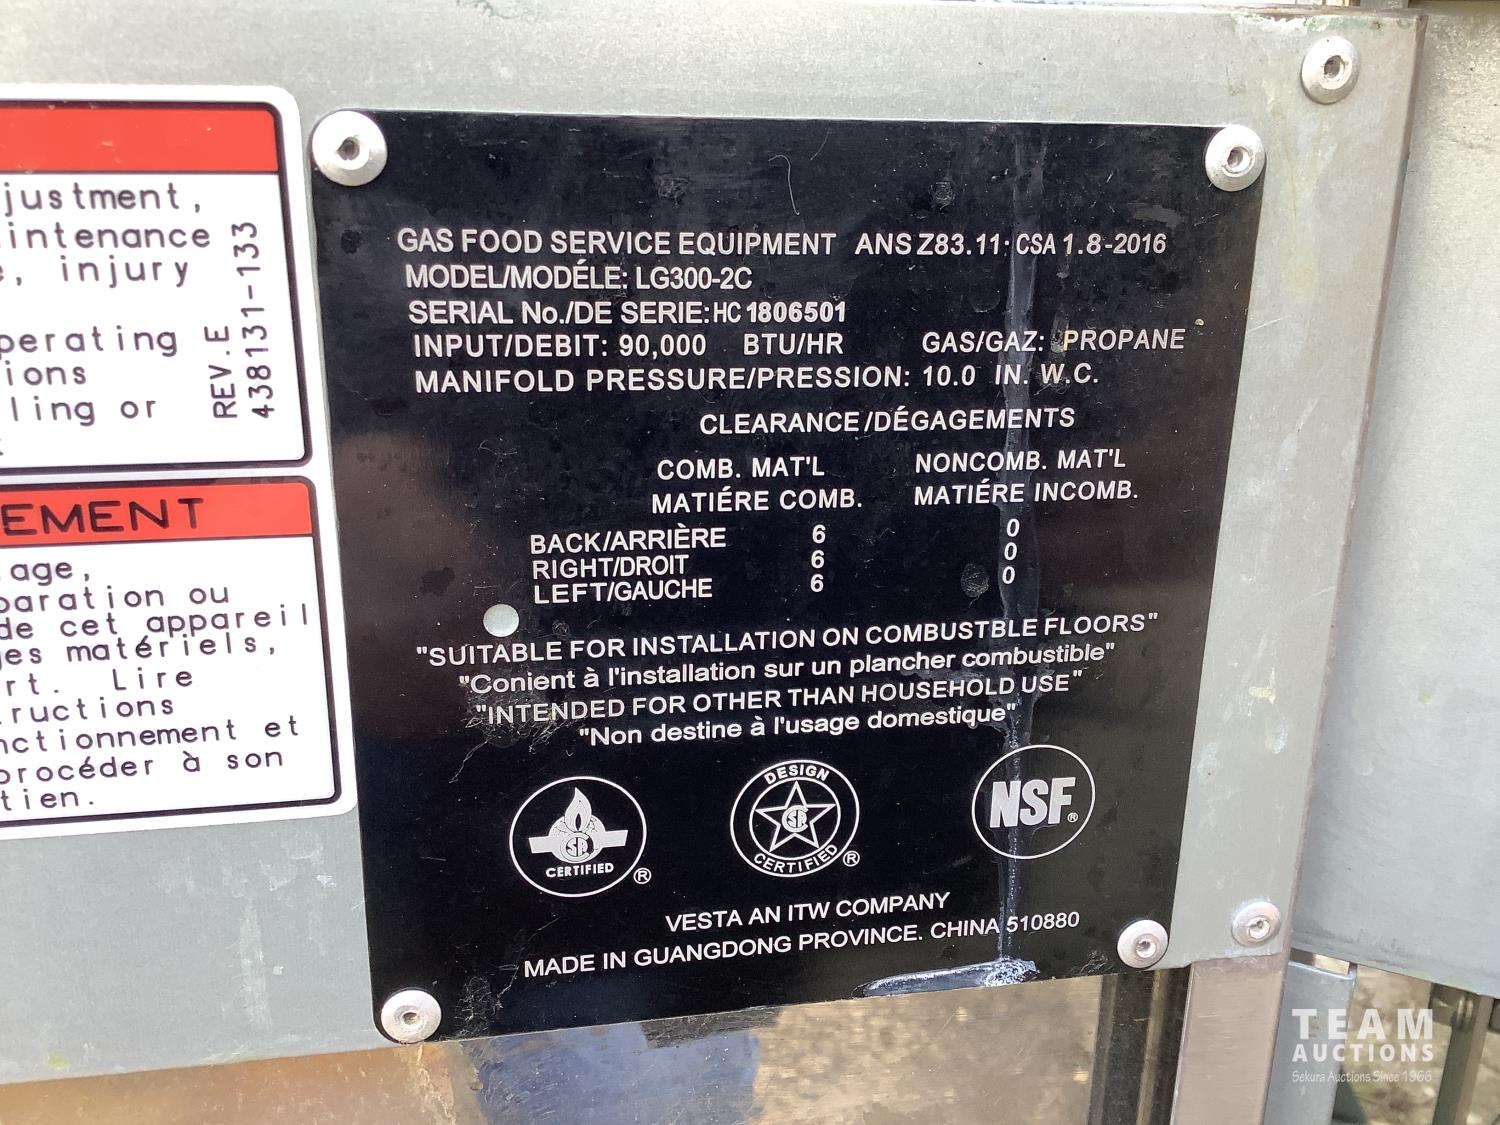 justment,
intenance
e, injury
perating
ions
ling or
REV.E
438131-133
EMENT
age,
paration ou
de cet appareil
ges matériels,
rt. Lire
tructions
nctionnement et
procéder à son
tien.
GAS FOOD SERVICE EQUIPMENT ANS Z83.11·CSA 1.8-2016
MODEL/MODÉLE: LG300-2C
SERIAL No./DE SERIE:HC 1806501
INPUT/DEBIT: 90,000 BTU/HR GAS/GAZ: PROPANE
MANIFOLD PRESSURE/PRESSION: 10.0 IN. W.C.
CLEARANCE/DÉGAGEMENTS
COMB. MAT'L NONCOMB. MAT'L
MATIÉRE COMB. MATIÉRE INCOMB.
BACK/ARRIÈRE 6 0
RIGHT/DROIT 6 0
LEFT/GAUCHE 6 0
"SUITABLE FOR INSTALLATION ON COMBUSTBLE FLOORS"
"Conient à l'installation sur un plancher combustible"
"INTENDED FOR OTHER THAN HOUSEHOLD USE"
"Non destine à l'usage domestique"
SA
CERTIFIED ®
DESIGN
SA
CERTIFIED ®
NSF®
VESTA AN ITW COMPANY
MADE IN GUANGDONG PROVINCE. CHINA 510880
TEAM
AUCTIONS
Sekura Auctions Since 1966